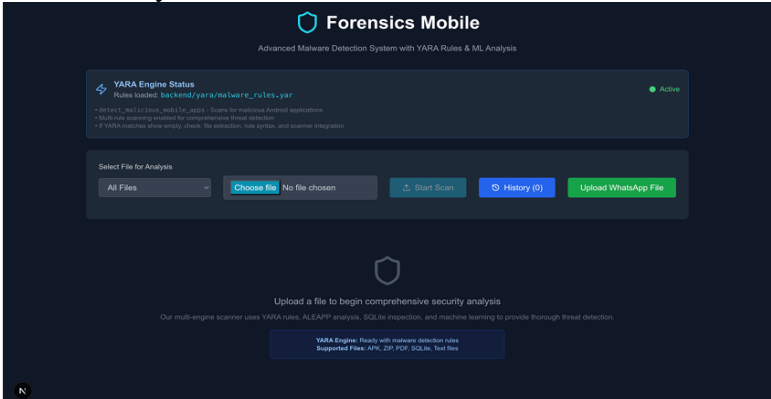 Forensics Mobile
Advanced Malware Detection System with YARA Rules & ML Analysis
YARA Engine Status
Rules loaded: backend/yara/malware_rules.yar
Active
• detect_malicious_mobile_apps - Scans for malicious Android applications
• Multi-rule scanning enabled for comprehensive threat detection
• If YARA matches show empty, check: file extraction, rule syntax, and scanner integration
Select File for Analysis
All Files
Choose file No file chosen
Start Scan
History (0)
Upload WhatsApp File
Upload a file to begin comprehensive security analysis
Our multi-engine scanner uses YARA rules, ALEAPP analysis, SQLite inspection, and machine learning to provide thorough threat detection.
YARA Engine: Ready with malware detection rules
Supported Files: APK, ZIP, PDF, SQLite, Text files
N